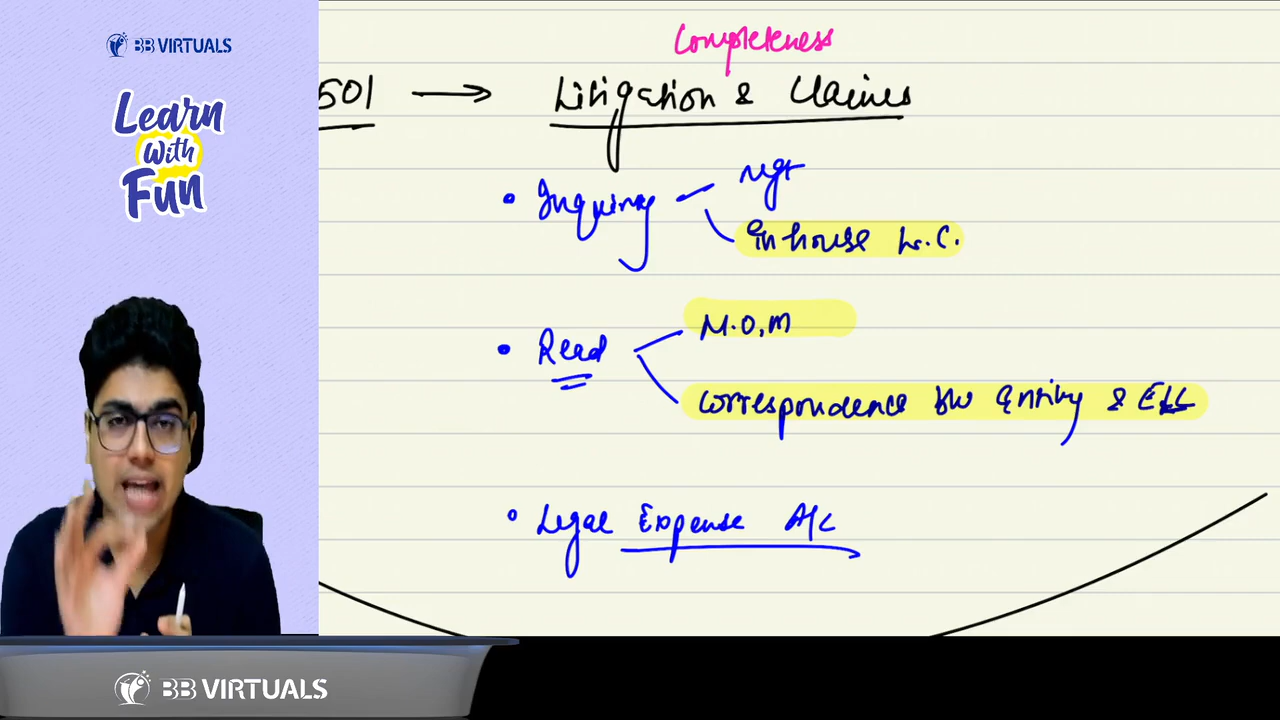 BB VIRTUALS
Learn
With
Fun
Completeness
501 → Litigation & Claims
• Inquiry mgt
inhouse L.C.
• Read M.O.M
correspondence b/w entity & ELC
• Legal Expense A/C
BB VIRTUALS